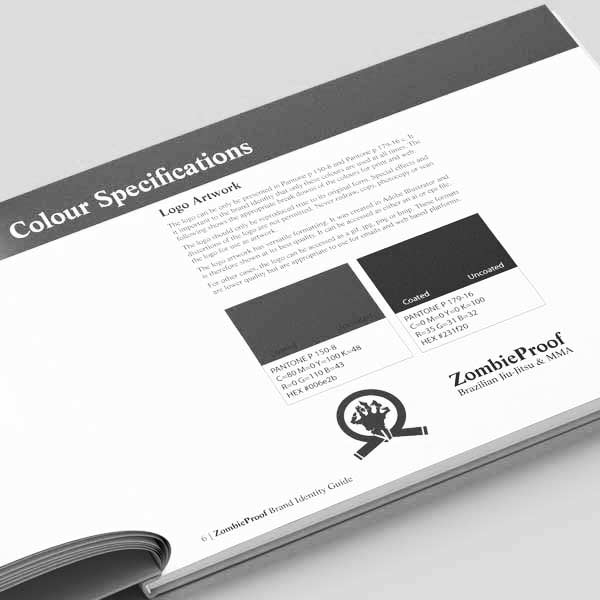 Colour Specifications
Logo Artwork
The logo can be only be presented in Pantone p 150-8 and Pantone p 179-16 c. It
is important to the brand identity that only these colours are used at all times. The
following shows the appropriate break downs of the colours for print and web.
The logo should only be reproduced true to its original form. Special effects and
distortions of the logo are not permitted. Never redraw, copy, photocopy or scan
the logo for use as artwork.
The logo artwork has versatile formatting. It was created in Adobe Illustrator and
is therefore shown at its best quality. It can be accessed as either an ai or eps file.
For other cases, the logo can be accessed as a gif, jpg, png or bmp. These formats
are lower quality but are appropriate to use for emails and web based platforms.
Coated Uncoated
PANTONE P 150-8
C=80 M=0 Y=100 K=48
R=0 G=110 B=43
HEX #006e2b
Coated Uncoated
PANTONE P 179-16
C=0 M=0 Y=0 K=100
R=35 G=31 B=32
HEX #231f20
ZombieProof
Brazilian Jiu-Jitsu & MMA
6 | ZombieProof Brand Identity Guide